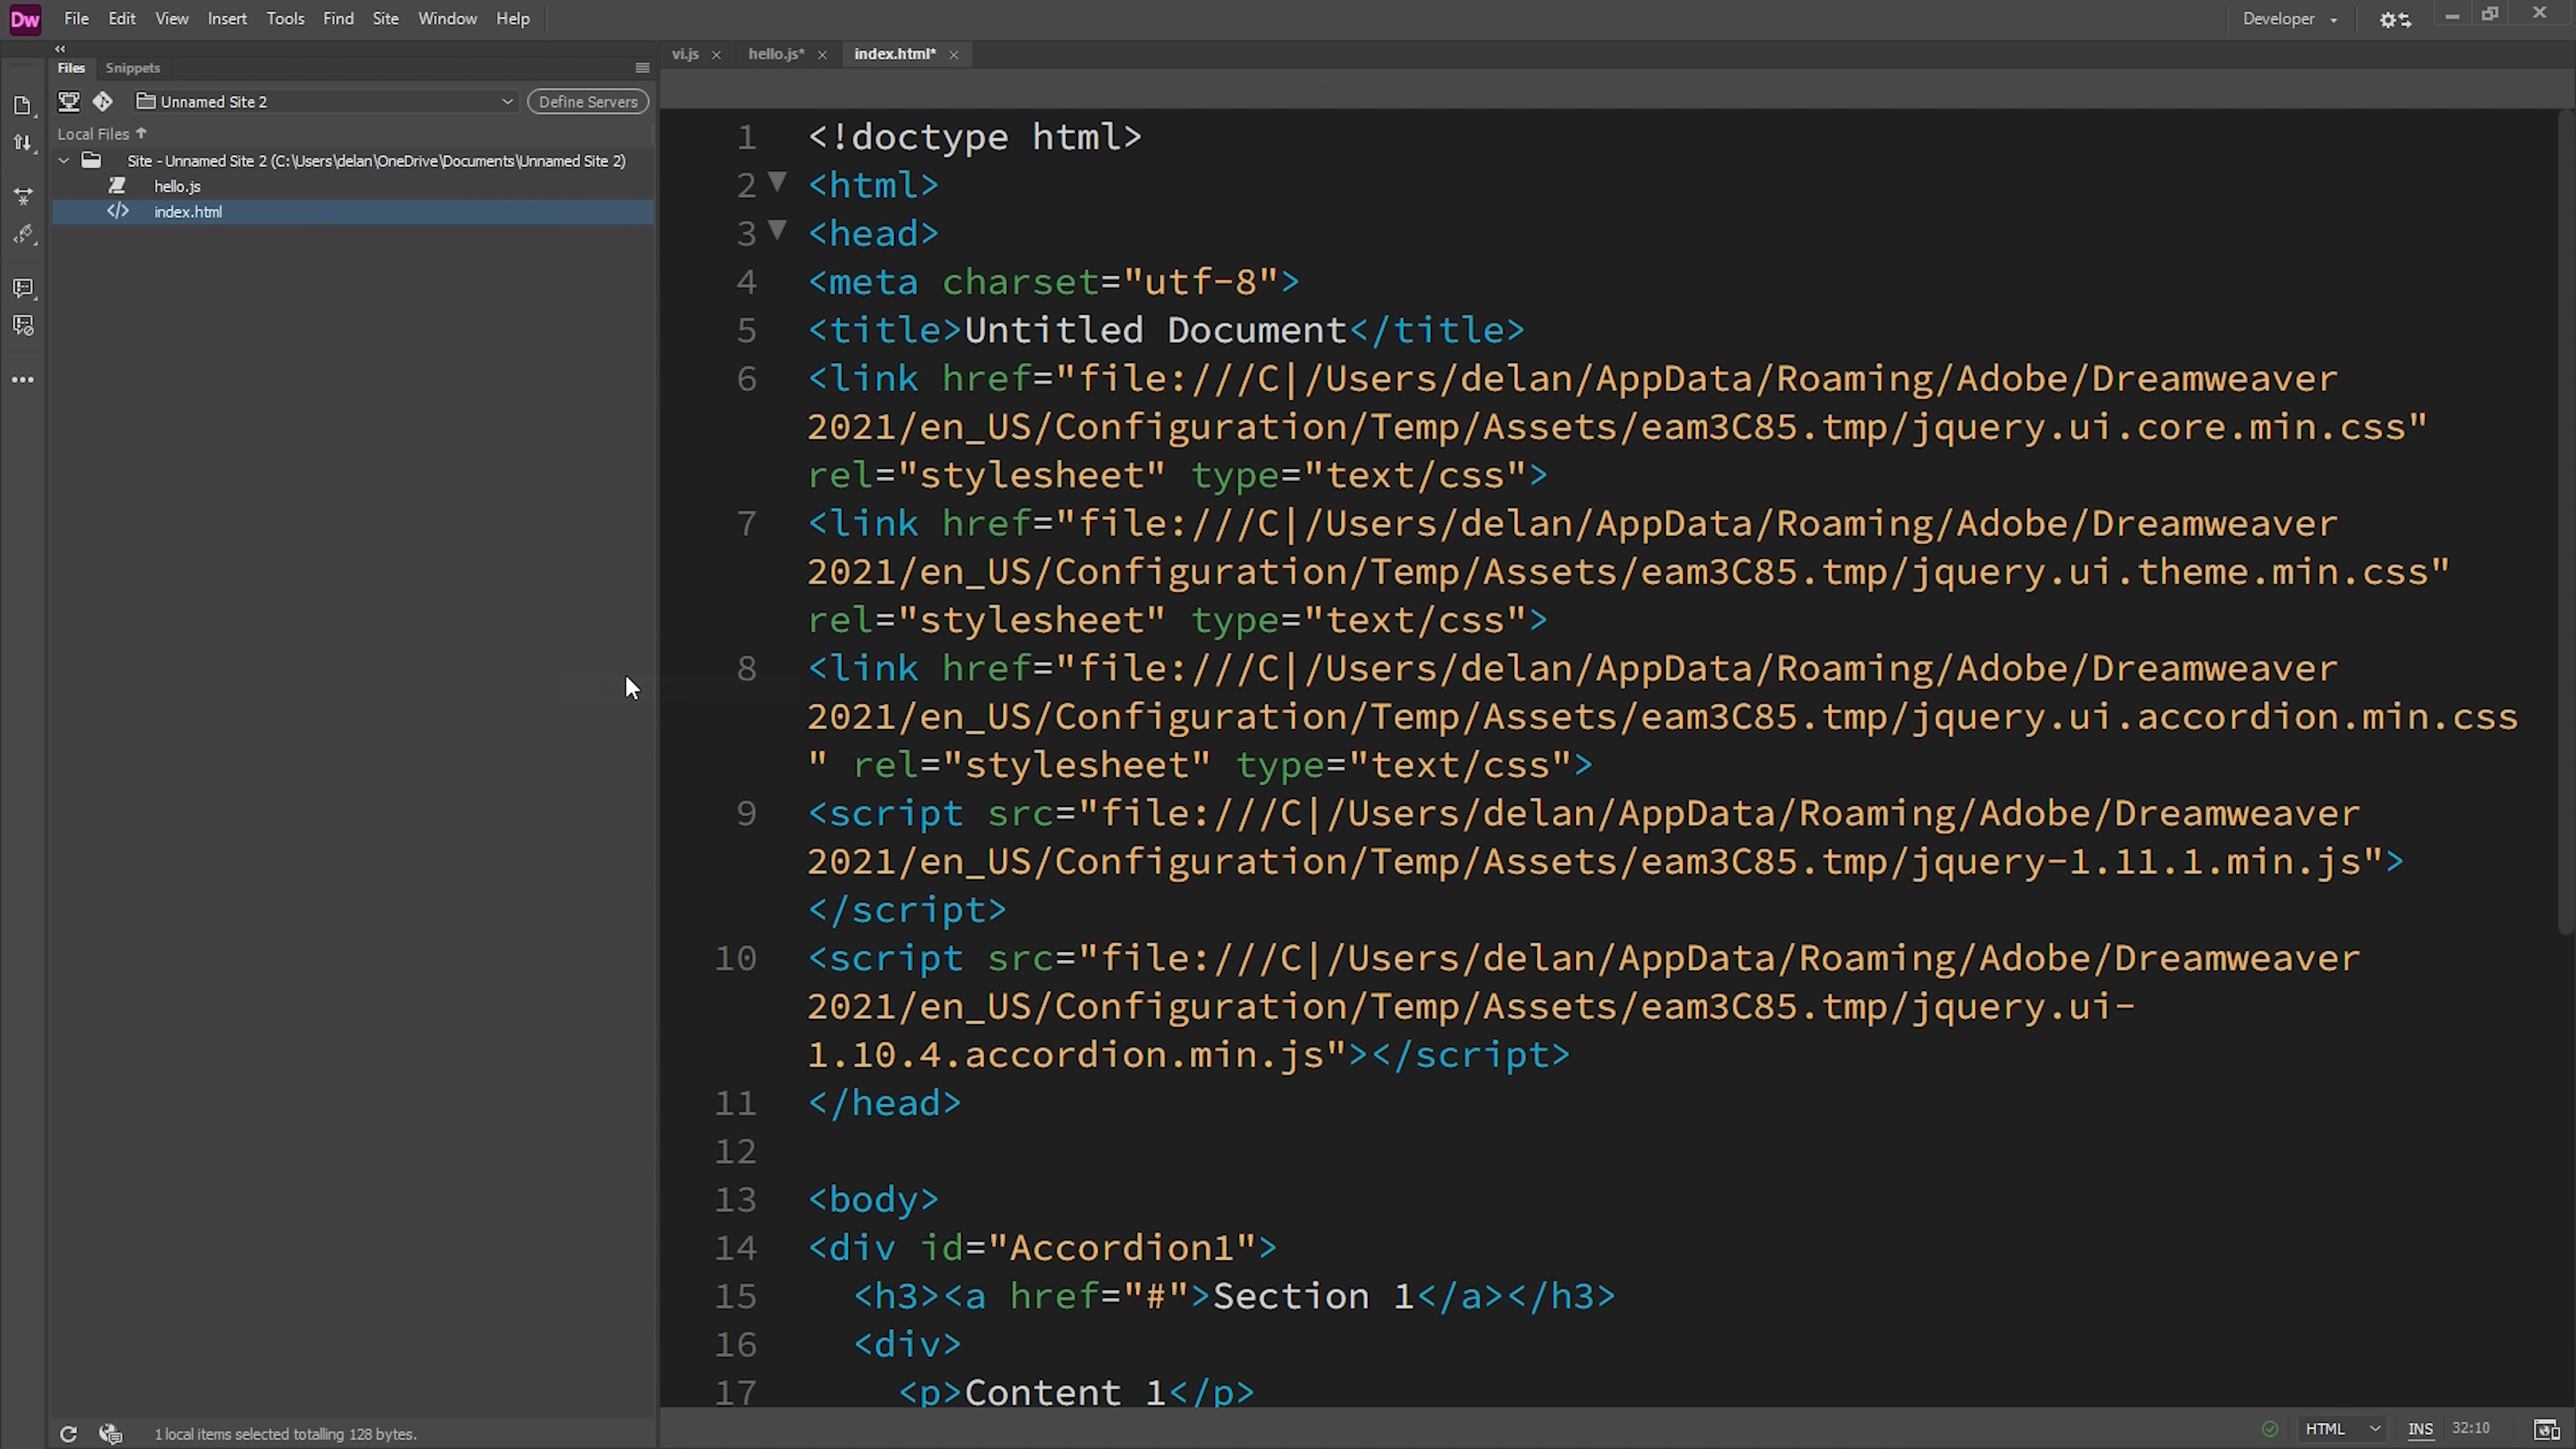 Dw File Edit View Insert Tools Find Site Window Help Developer
Files Snippets
Unnamed Site 2 Define Servers
Local Files
Site - Unnamed Site 2 (C:\Users\delan\OneDrive\Documents\Unnamed Site 2)
hello.js
index.html
1 local items selected totalling 128 bytes.
vi.js hello.js* index.html*
1 <!doctype html>
2 <html>
3 <head>
4 <meta charset="utf-8">
5 <title>Untitled Document</title>
6 <link href="file:///C|/Users/delan/AppData/Roaming/Adobe/Dreamweaver
2021/en_US/Configuration/Temp/Assets/eam3C85.tmp/jquery.ui.core.min.css"
rel="stylesheet" type="text/css">
7 <link href="file:///C|/Users/delan/AppData/Roaming/Adobe/Dreamweaver
2021/en_US/Configuration/Temp/Assets/eam3C85.tmp/jquery.ui.theme.min.css"
rel="stylesheet" type="text/css">
8 <link href="file:///C|/Users/delan/AppData/Roaming/Adobe/Dreamweaver
2021/en_US/Configuration/Temp/Assets/eam3C85.tmp/jquery.ui.accordion.min.css
" rel="stylesheet" type="text/css">
9 <script src="file:///C|/Users/delan/AppData/Roaming/Adobe/Dreamweaver
2021/en_US/Configuration/Temp/Assets/eam3C85.tmp/jquery-1.11.1.min.js">
</script>
10 <script src="file:///C|/Users/delan/AppData/Roaming/Adobe/Dreamweaver
2021/en_US/Configuration/Temp/Assets/eam3C85.tmp/jquery.ui-
1.10.4.accordion.min.js"></script>
11 </head>
12
13 <body>
14 <div id="Accordion1">
15 <h3><a href="#">Section 1</a></h3>
16 <div>
17 <p>Content 1</p>
HTML INS 32:10